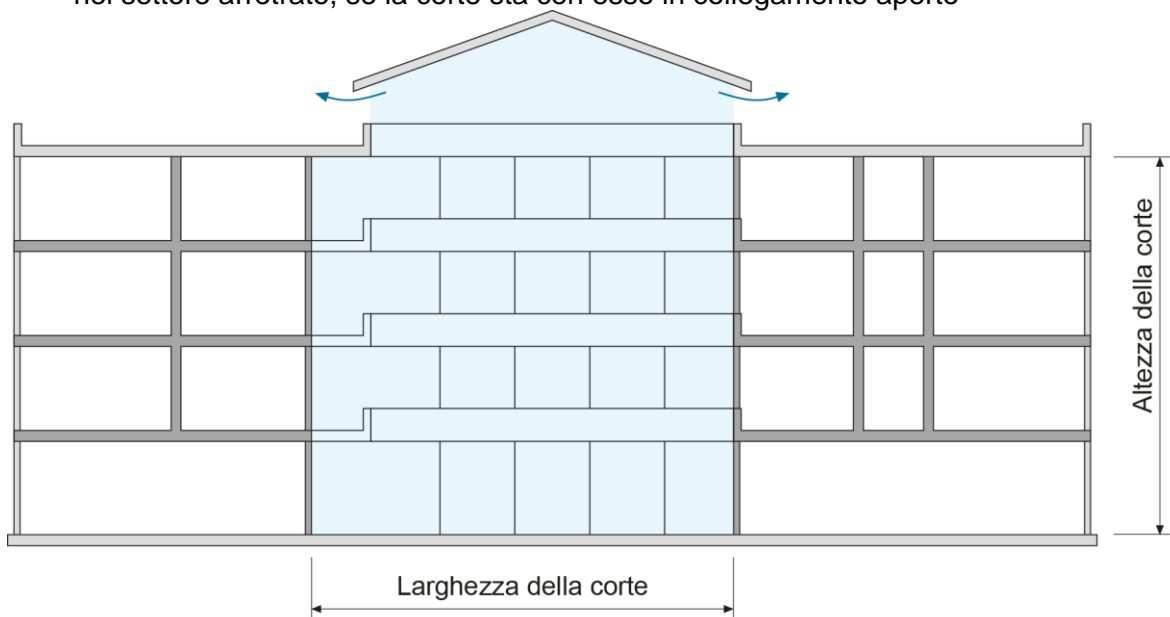 nel settore arretrato, se la corte sta con esso in collegamento aperto
Altezza della corte
Larghezza della corte